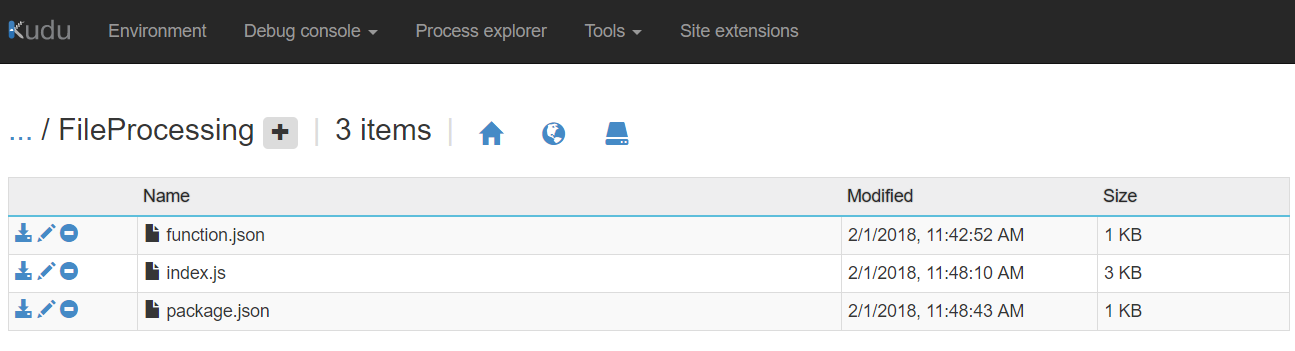 Kudu Environment Debug console Process explorer Tools Site extensions
... / FileProcessing + | 3 items |
Name Modified Size
function.json 2/1/2018, 11:42:52 AM 1 KB
index.js 2/1/2018, 11:48:10 AM 3 KB
package.json 2/1/2018, 11:48:43 AM 1 KB